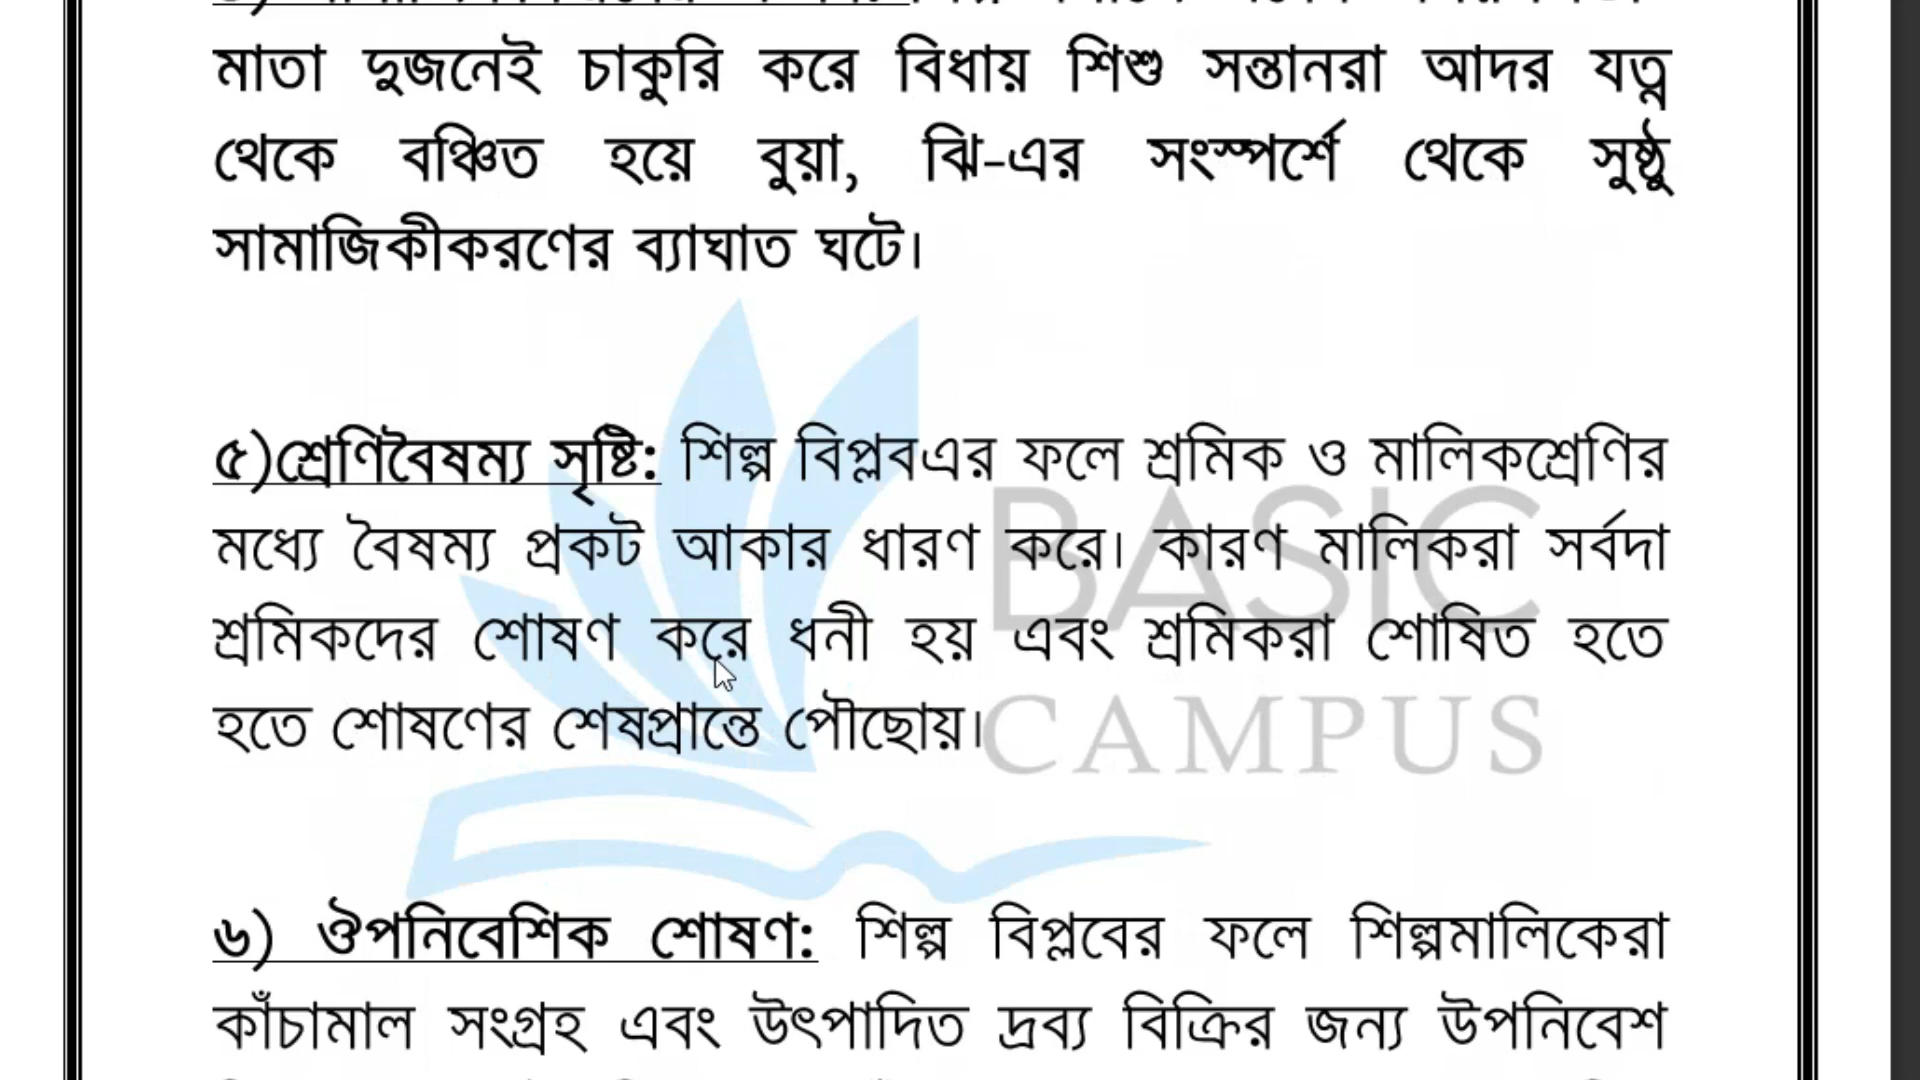 মাতা দুজনেই চাকুরি করে বিধায় শিশু সন্তানরা আদর যত্ন
থেকে বঞ্চিত হয়ে বুয়া, ঝি-এর সংস্পর্শে থেকে সুষ্ঠু
সামাজিকীকরণের ব্যাঘাত ঘটে।
৫)শ্রেণিবৈষম্য সৃষ্টি: শিল্প বিপ্লবএর ফলে শ্রমিক ও মালিকশ্রেণির
মধ্যে বৈষম্য প্রকট আকার ধারণ করে। কারণ মালিকরা সর্বদা
শ্রমিকদের শোষণ করে ধনী হয় এবং শ্রমিকরা শোষিত হতে
হতে শোষণের শেষপ্রান্তে পৌছোয়।
BASIC
CAMPUS
৬) ঔপনিবেশিক শোষণ: শিল্প বিপ্লবের ফলে শিল্পমালিকেরা
কাঁচামাল সংগ্রহ এবং উৎপাদিত দ্রব্য বিক্রির জন্য উপনিবেশ